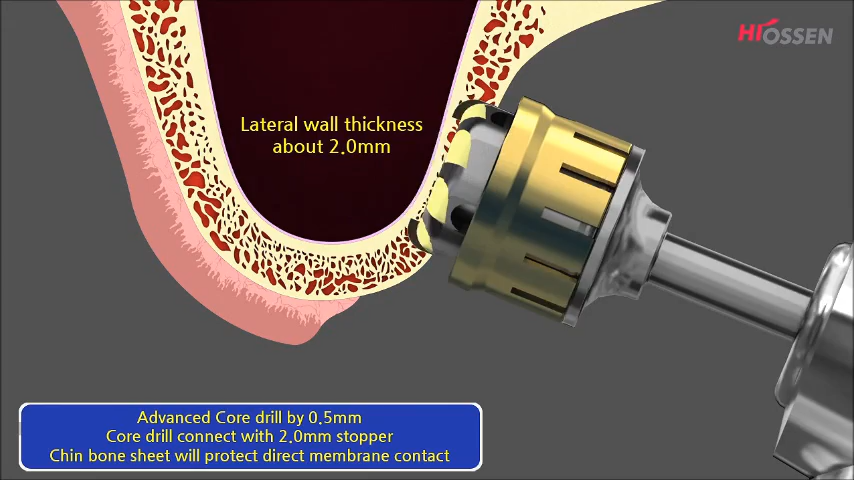 HIOSSEN
Lateral wall thickness
about 2.0mm
Advanced Core drill by 0.5mm
Core drill connect with 2.0mm stopper
Chin bone sheet will protect direct membrane contact